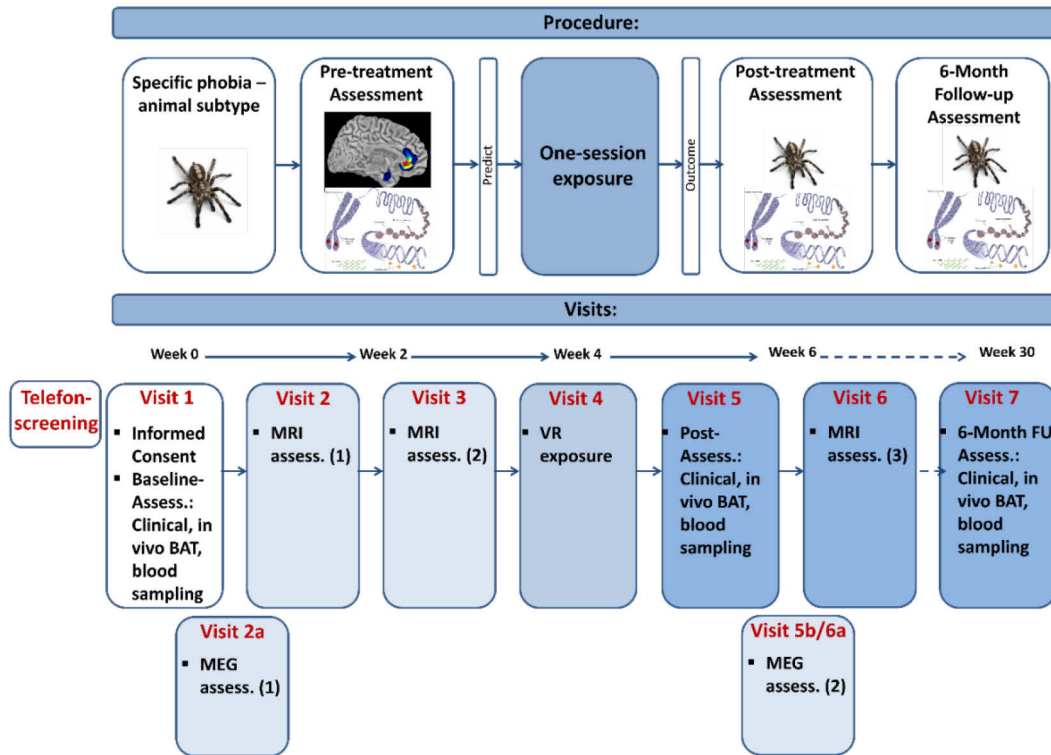 Procedure:
Specific phobia –
animal subtype
Pre-treatment
Assessment
Predict
One-session
exposure
Outcome
Post-treatment
Assessment
6-Month
Follow-up
Assessment
Visits:
Week 0
Week 2
Week 4
Week 6
Week 30
Telefon-
screening
Visit 1
▪ Informed
Consent
▪ Baseline-
Assess.:
Clinical, in
vivo BAT,
blood
sampling
Visit 2
▪ MRI
assess. (1)
Visit 3
▪ MRI
assess. (2)
Visit 4
▪ VR
exposure
Visit 5
▪ Post-
Assess.:
Clinical, in
vivo BAT,
blood
sampling
Visit 6
▪ MRI
assess. (3)
Visit 7
▪ 6-Month FU
Assess.:
Clinical, in
vivo BAT,
blood
sampling
Visit 2a
▪ MEG
assess. (1)
Visit 5b/6a
▪ MEG
assess. (2)